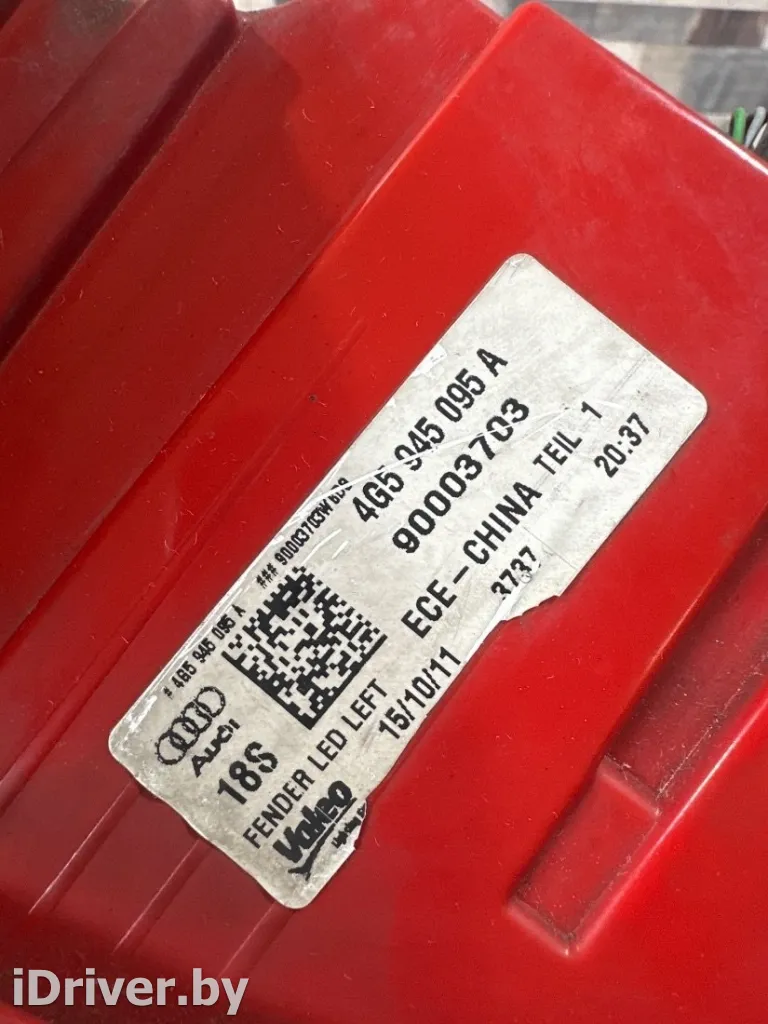 # 4G5 945 095 A
### 90003703W6D9
4G5 945 095 A
90003703
ECE-CHINA TEIL 1
3737
20:37
Audi
18S
FENDER LED LEFT
15/10/11
Valeo
iDriver.by